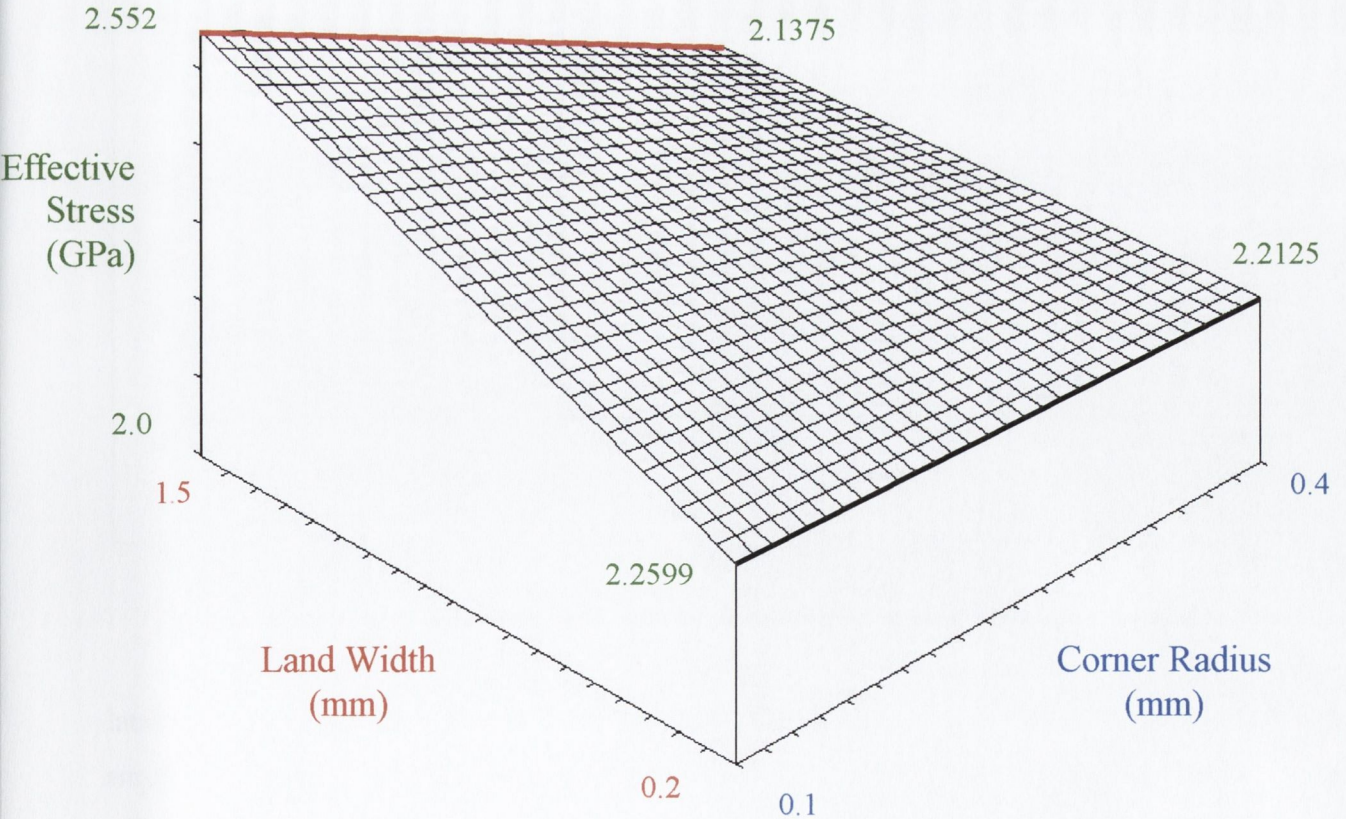 2.552
2.1375
Effective
Stress
(GPa)
2.2125
2.0
1.5
0.4
2.2599
Land Width
(mm)
Corner Radius
(mm)
0.2
0.1